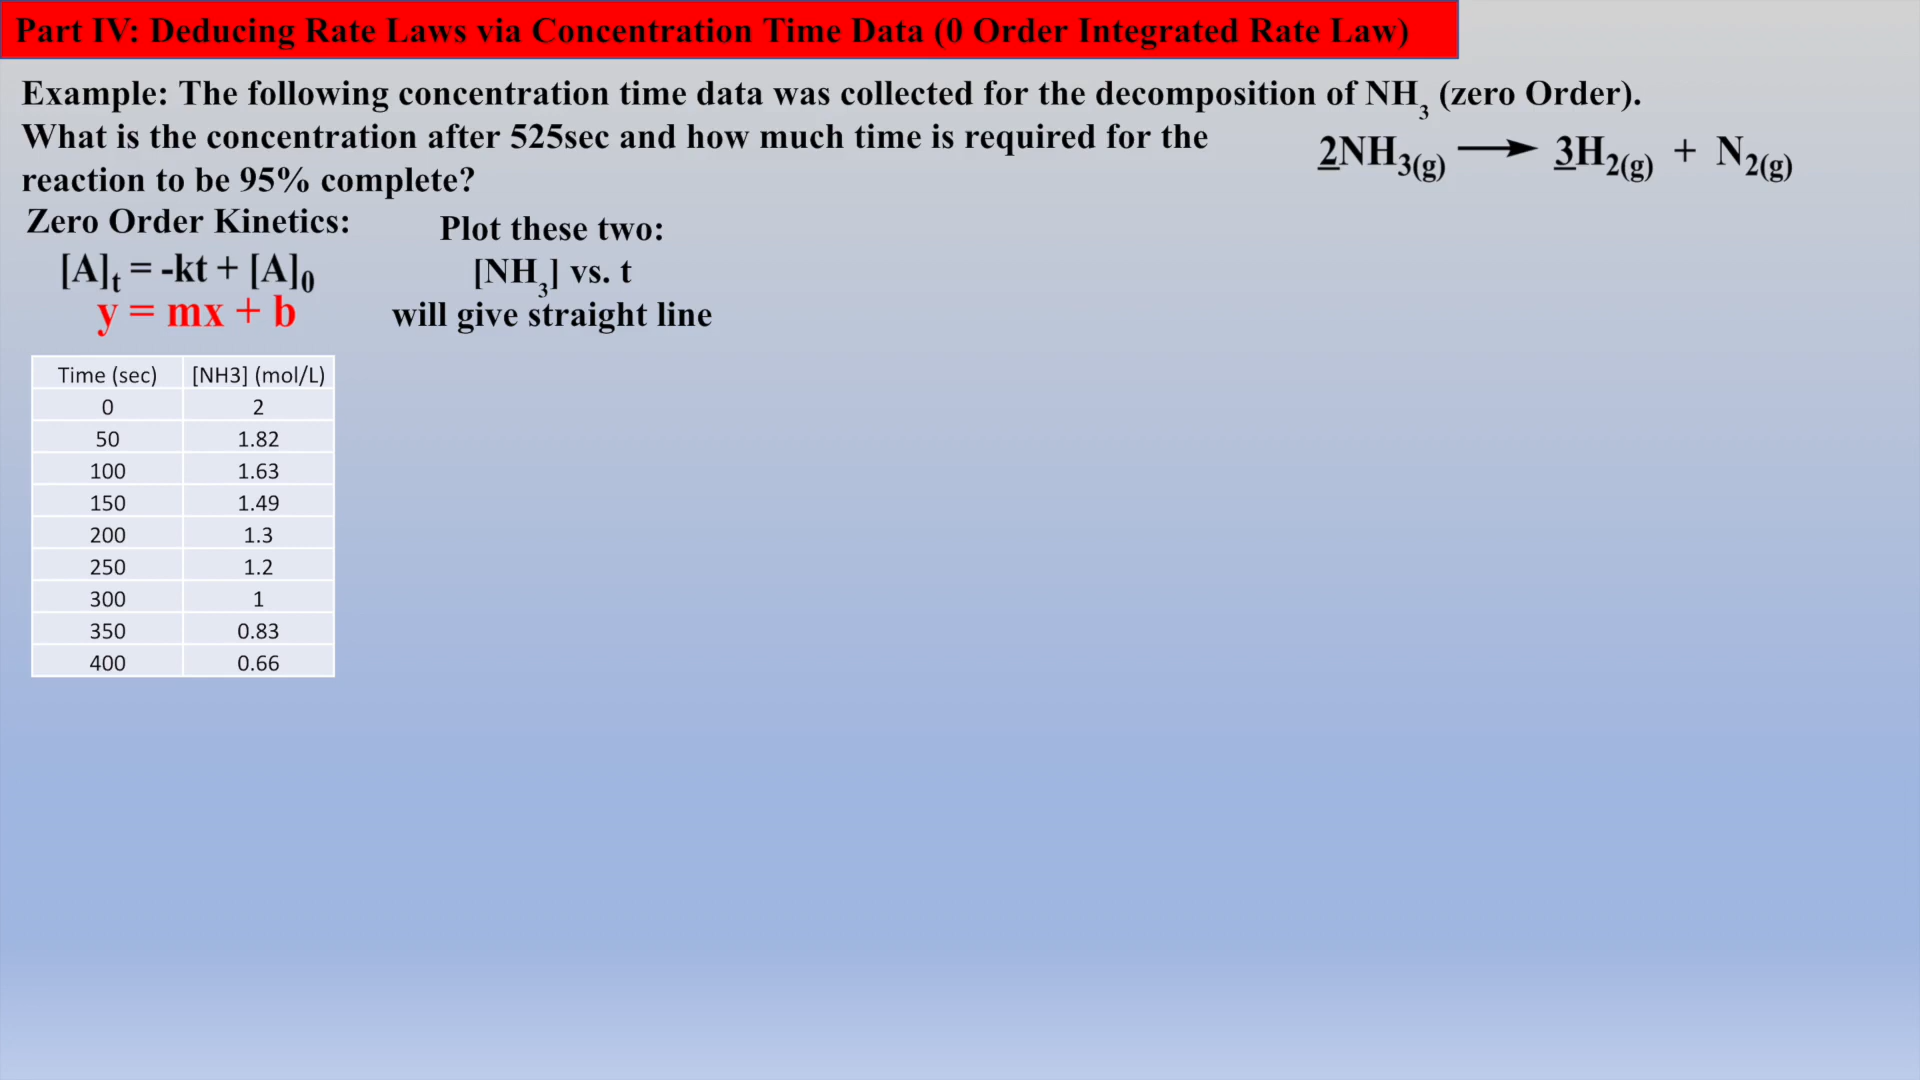 Part IV: Deducing Rate Laws via Concentration Time Data (0 Order Integrated Rate Law)
Example: The following concentration time data was collected for the decomposition of NH3 (zero Order).
What is the concentration after 525sec and how much time is required for the
reaction to be 95% complete?
2NH3(g) ⟶ 3H2(g) + N2(g)
Zero Order Kinetics:
[A]t = -kt + [A]0
y = mx + b
Plot these two:
[NH3] vs. t
will give straight line
Time (sec) [NH3] (mol/L)
0 2
50 1.82
100 1.63
150 1.49
200 1.3
250 1.2
300 1
350 0.83
400 0.66